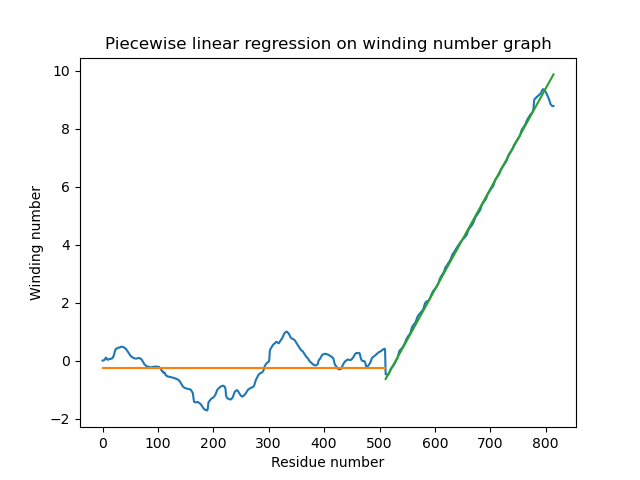 Piecewise linear regression on winding number graph
Winding number
10
8
6
4
2
0
−2
0 100 200 300 400 500 600 700 800
Residue number